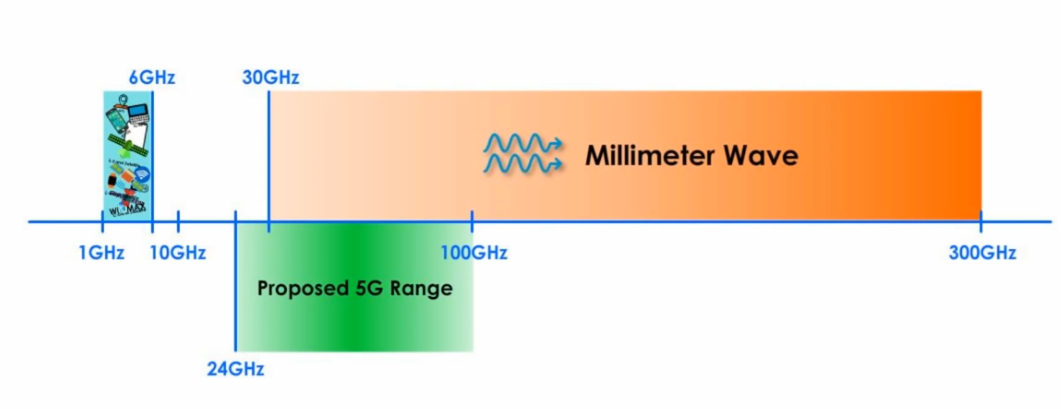 6GHz
30GHz
Millimeter Wave
1GHz
10GHz
100GHz
300GHz
Proposed 5G Range
24GHz